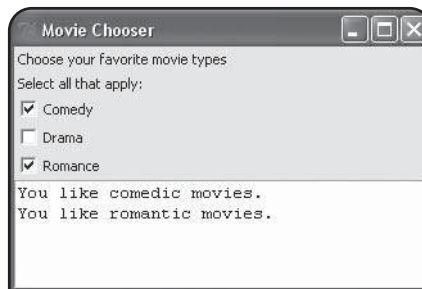 Movie Chooser
Choose your favorite movie types
Select all that apply:
Comedy
Drama
Romance
You like comedic movies.
You like romantic movies.